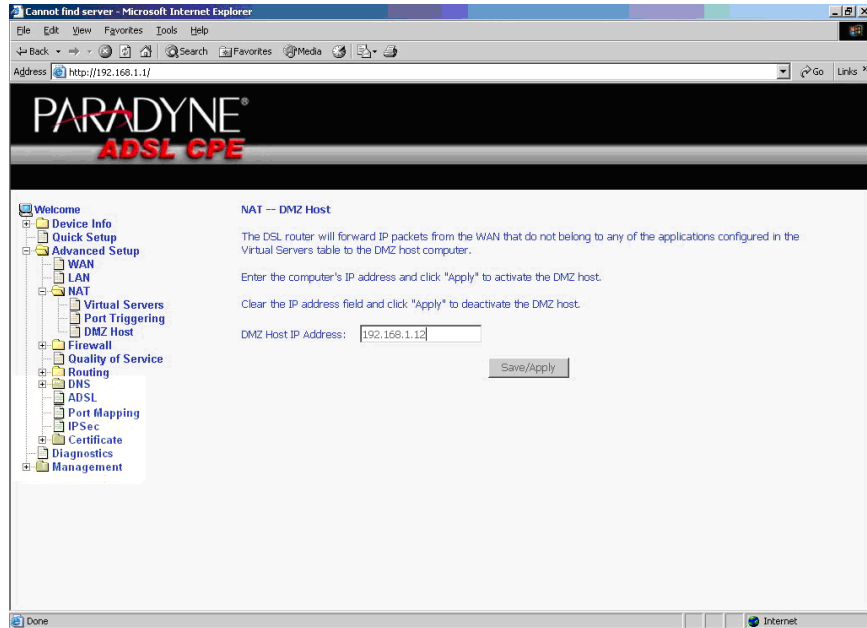 Cannot find server - Microsoft Internet Explorer
File Edit View Favorites Tools Help
Back Search Favorites Media
Address http://192.168.1.1/ Go Links »
PARADYNE®
ADSL CPE
Welcome
Device Info
Quick Setup
Advanced Setup
WAN
LAN
NAT
Virtual Servers
Port Triggering
DMZ Host
Firewall
Quality of Service
Routing
DNS
ADSL
Port Mapping
IPSec
Certificate
Diagnostics
Management
NAT -- DMZ Host
The DSL router will forward IP packets from the WAN that do not belong to any of the applications configured in the
Virtual Servers table to the DMZ host computer.
Enter the computer's IP address and click "Apply" to activate the DMZ host.
Clear the IP address field and click "Apply" to deactivate the DMZ host.
DMZ Host IP Address: 192.168.1.12
Save/Apply
Done Internet